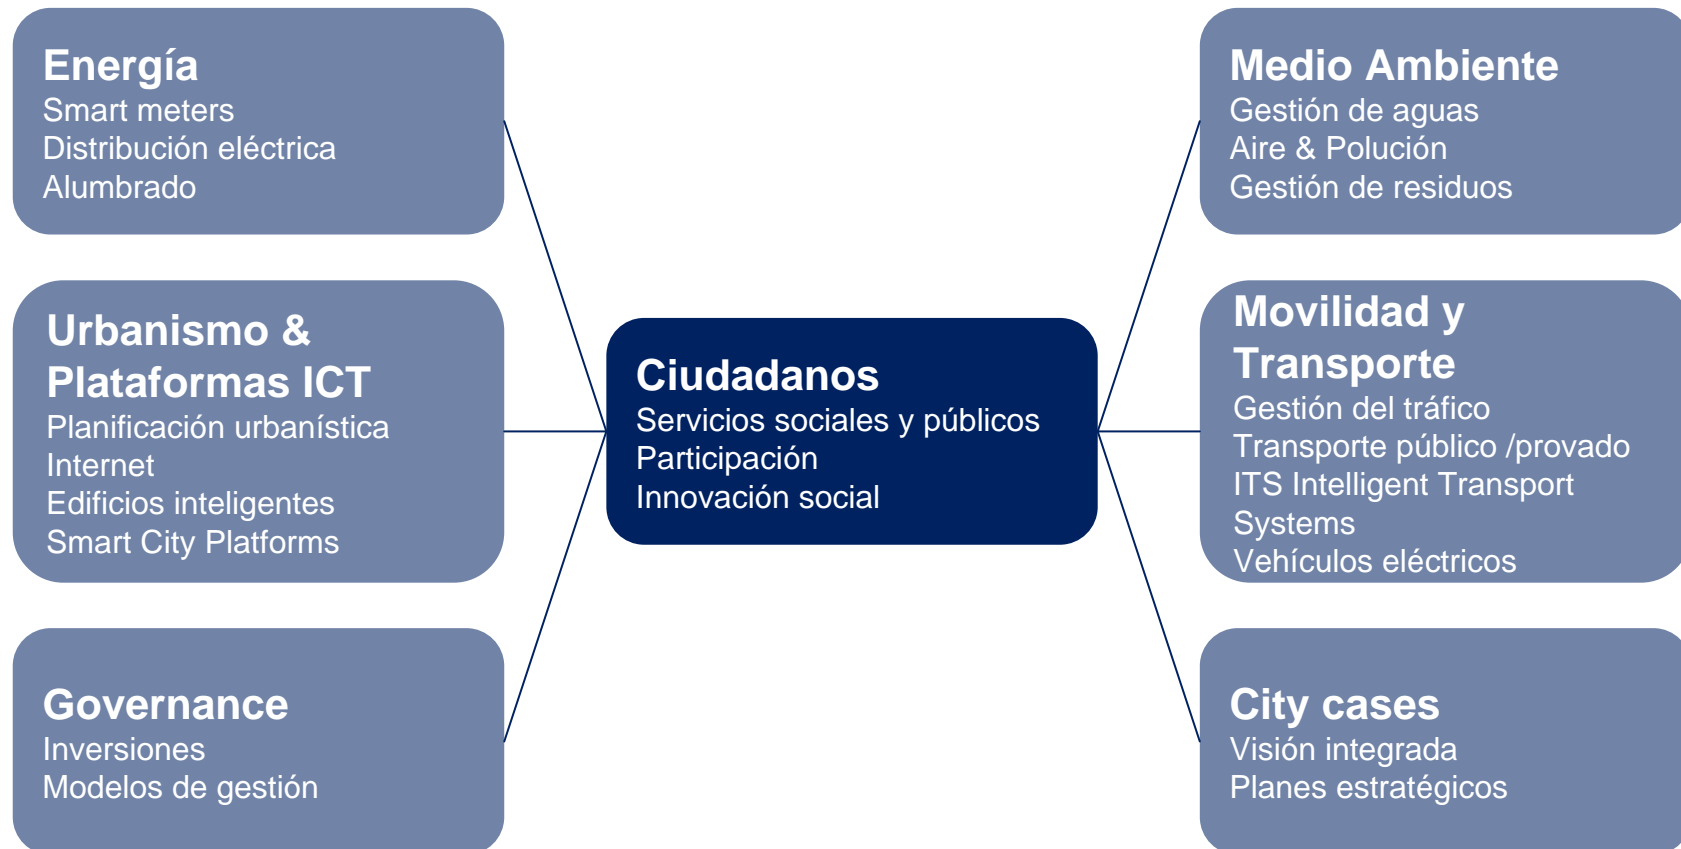 Energía
Smart meters
Distribución eléctrica
Alumbrado
Urbanismo &
Plataformas ICT
Planificación urbanística
Internet
Edificios inteligentes
Smart City Platforms
Governance
Inversiones
Modelos de gestión
Ciudadanos
Servicios sociales y públicos
Participación
Innovación social
Medio Ambiente
Gestión de aguas
Aire & Polución
Gestión de residuos
Movilidad y
Transporte
Gestión del tráfico
Transporte público /provado
ITS Intelligent Transport
Systems
Vehículos eléctricos
City cases
Visión integrada
Planes estratégicos